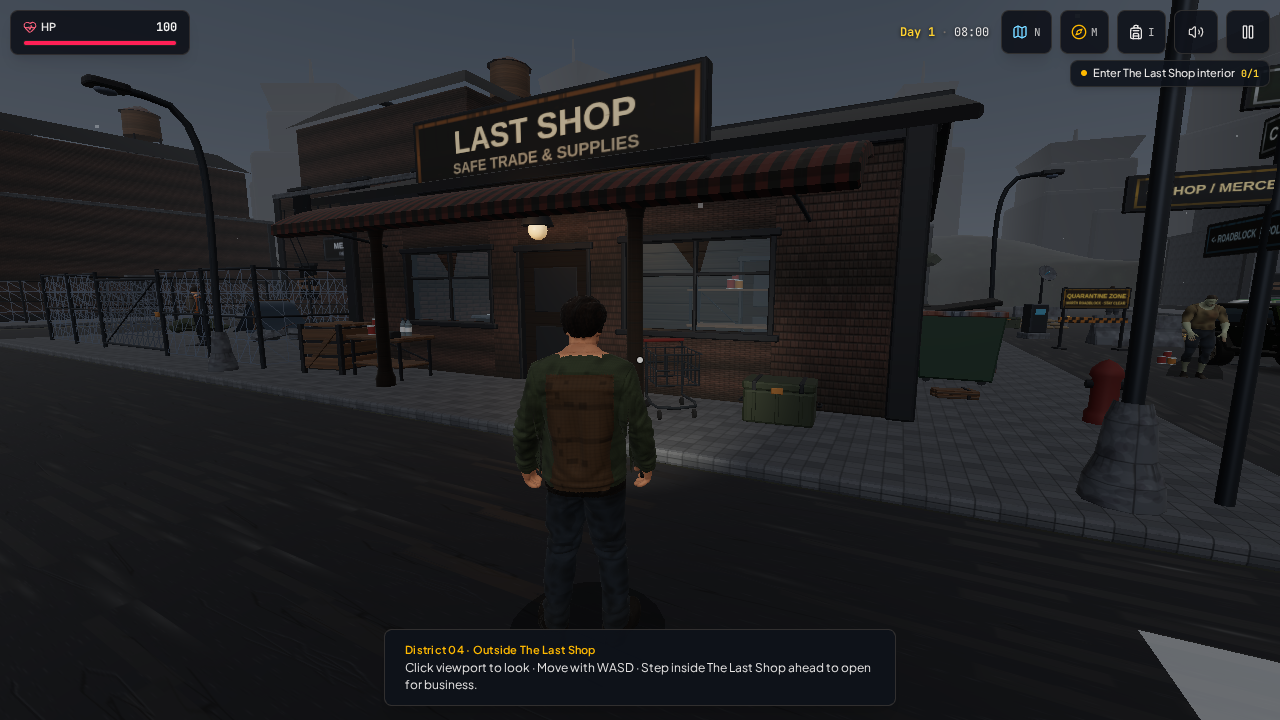 HP 100
Day 1 · 08:00
N
M
I
Enter The Last Shop interior 0/1
LAST SHOP
SAFE TRADE & SUPPLIES
HOP / MERCE
< ROADBLOCK
QUARANTINE ZONE
District 04 · Outside The Last Shop
Click viewport to look · Move with WASD · Step inside The Last Shop ahead to open
for business.